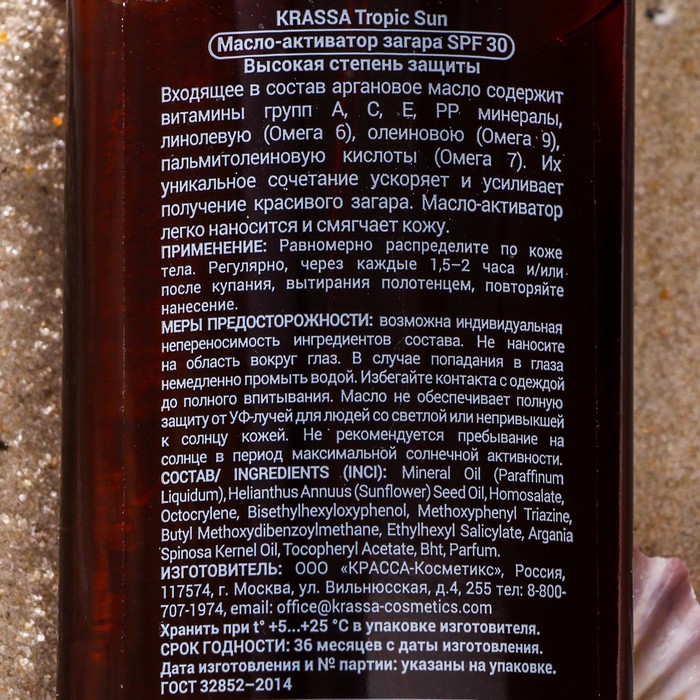 KRASSA Tropic Sun
Масло-активатор загара SPF 30
Высокая степень защиты
Входящее в состав аргановое масло содержит
витамины групп А, С, Е, РР минералы,
линолевую (Омега 6), олеиновою (Омега 9),
пальмитолеиновую кислоты (Омега 7). Их
уникальное сочетание ускоряет и усиливает
получение красивого загара. Масло-активатор
легко наносится и смягчает кожу.
ПРИМЕНЕНИЕ: Равномерно распределите по коже
тела. Регулярно, через каждые 1,5–2 часа и/или
после купания, вытирания полотенцем, повторяйте
нанесение.
МЕРЫ ПРЕДОСТОРОЖНОСТИ: возможна индивидуальная
непереносимость ингредиентов состава. Не наносите
на область вокруг глаз. В случае попадания в глаза
немедленно промыть водой. Избегайте контакта с одеждой
до полного впитывания. Масло не обеспечивает полную
защиту от УФ-лучей для людей со светлой или непривыкшей
к солнцу кожей. Не рекомендуется пребывание на
солнце в период максимальной солнечной активности.
СОСТАВ/ INGREDIENTS (INCI): Mineral Oil (Paraffinum
Liquidum), Helianthus Annuus (Sunflower) Seed Oil, Homosalate,
Octocrylene, Bisethylhexyloxyphenol, Methoxyphenyl Triazine,
Butyl Methoxydibenzoylmethane, Ethylhexyl Salicylate, Argania
Spinosa Kernel Oil, Tocopheryl Acetate, Bht, Parfum.
ИЗГОТОВИТЕЛЬ: ООО «КРАССА-Косметикс», Россия,
117574, г. Москва, ул. Вильнюсская, д.4, 255 тел: 8-800-
707-1974, email: office@krassa-cosmetics.com
Хранить при t° +5...+25 °C в упаковке изготовителя.
СРОК ГОДНОСТИ: 36 месяцев с даты изготовления.
Дата изготовления и № партии: указаны на упаковке.
ГОСТ 32852–2014